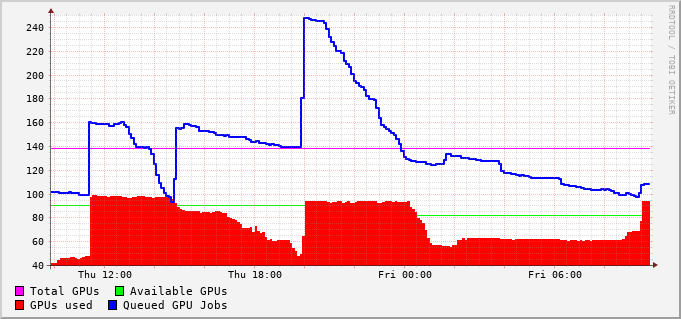 240
220
200
180
160
140
120
100
80
60
40
Thu 12:00 Thu 18:00 Fri 00:00 Fri 06:00
Total GPUs Available GPUs
GPUs used Queued GPU Jobs
RRDTOOL / TOBI OETIKER